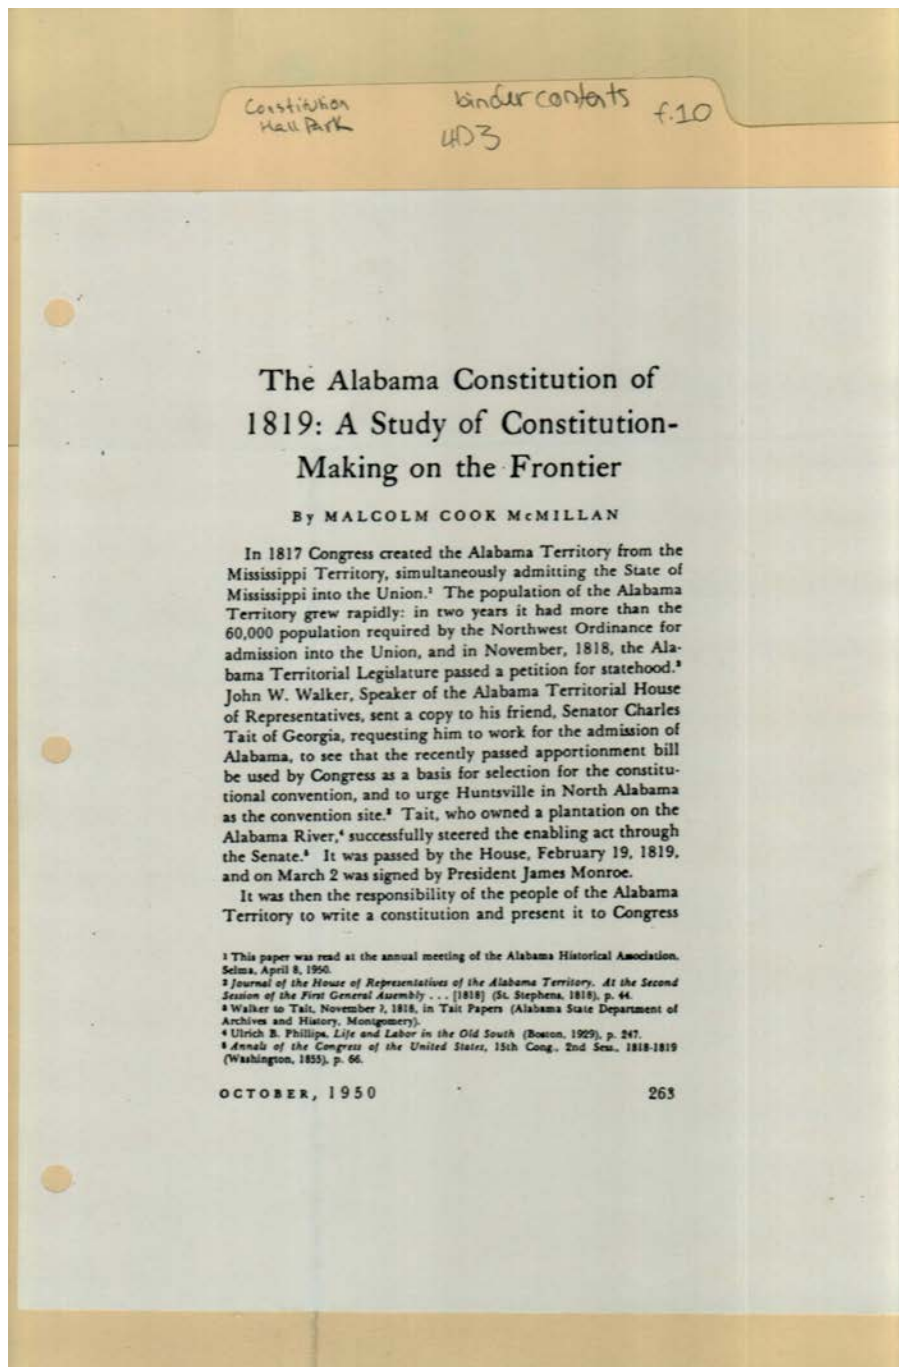 Constitution
Hall Park
binder contents
4D3
f.10
The Alabama Constitution of
1819: A Study of Constitution-
Making on the Frontier
By MALCOLM COOK McMILLAN
In 1817 Congress created the Alabama Territory from the
Mississippi Territory, simultaneously admitting the State of
Mississippi into the Union.¹ The population of the Alabama
Territory grew rapidly: in two years it had more than the
60,000 population required by the Northwest Ordinance for
admission into the Union, and in November, 1818, the Ala-
bama Territorial Legislature passed a petition for statehood.²
John W. Walker, Speaker of the Alabama Territorial House
of Representatives, sent a copy to his friend, Senator Charles
Tait of Georgia, requesting him to work for the admission of
Alabama, to see that the recently passed apportionment bill
be used by Congress as a basis for selection for the constitu-
tional convention, and to urge Huntsville in North Alabama
as the convention site.³ Tait, who owned a plantation on the
Alabama River,⁴ successfully steered the enabling act through
the Senate.⁵ It was passed by the House, February 19, 1819,
and on March 2 was signed by President James Monroe.
It was then the responsibility of the people of the Alabama
Territory to write a constitution and present it to Congress
¹ This paper was read at the annual meeting of the Alabama Historical Association,
Selma, April 8, 1950.
² Journal of the House of Representatives of the Alabama Territory. At the Second
Session of the First General Assembly . . . [1818] (St. Stephens, 1818), p. 44.
³ Walker to Tait, November ?, 1818, in Tait Papers (Alabama State Department of
Archives and History, Montgomery).
⁴ Ulrich B. Phillips, Life and Labor in the Old South (Boston, 1929), p. 247.
⁵ Annals of the Congress of the United States, 15th Cong., 2nd Sess., 1818-1819
(Washington, 1855), p. 66.
OCTOBER, 1950
263